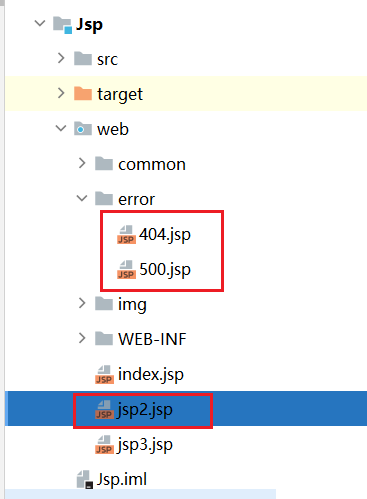 Jsp
src
target
web
common
error
JSP 404.jsp
JSP 500.jsp
img
WEB-INF
JSP index.jsp
JSP jsp2.jsp
JSP jsp3.jsp
Jsp.iml